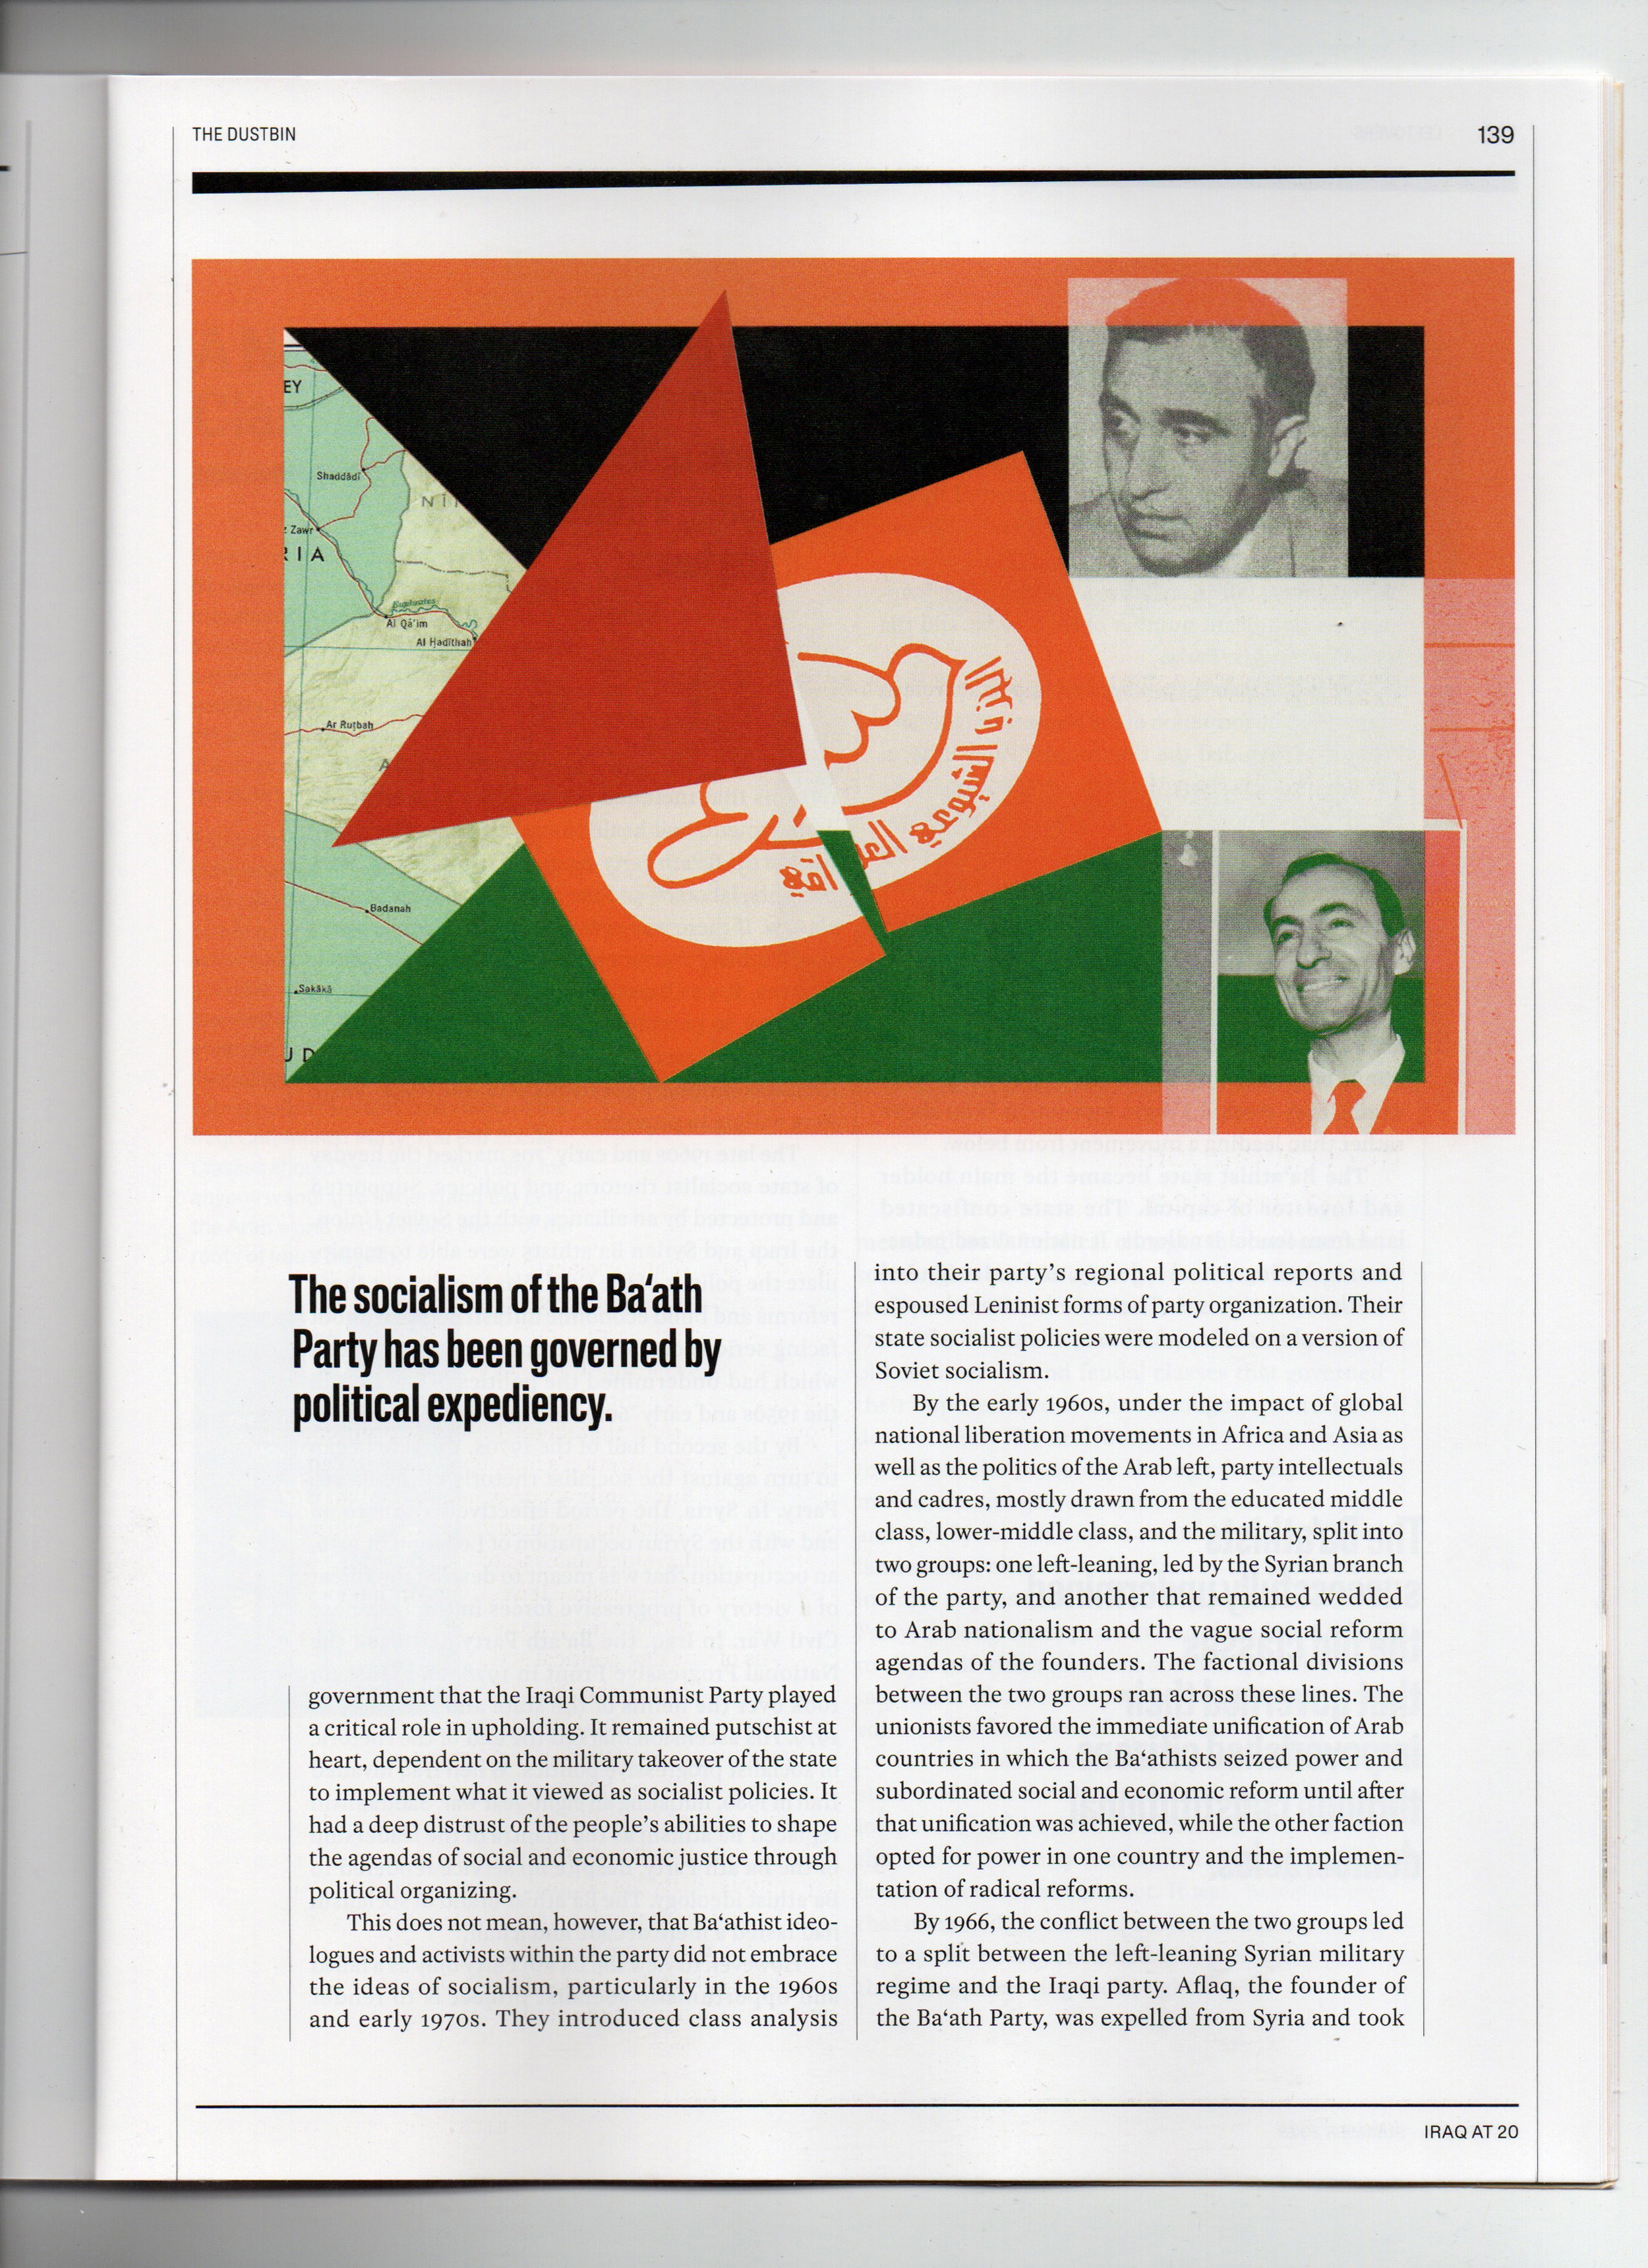 THE DUSTBIN
139
EY
Shaddādī
NĪ
Zawr
RIA
Euphrates
Al Qā'im
Al Ḥadīthah
Ar Ruṭbah
A
Badanah
Sakākā
UD
الشيوعي العراقي
The socialism of the Ba‘ath
Party has been governed by
political expediency.
government that the Iraqi Communist Party played
a critical role in upholding. It remained putschist at
heart, dependent on the military takeover of the state
to implement what it viewed as socialist policies. It
had a deep distrust of the people’s abilities to shape
the agendas of social and economic justice through
political organizing.
This does not mean, however, that Ba‘athist ideo-
logues and activists within the party did not embrace
the ideas of socialism, particularly in the 1960s
and early 1970s. They introduced class analysis
into their party’s regional political reports and
espoused Leninist forms of party organization. Their
state socialist policies were modeled on a version of
Soviet socialism.
By the early 1960s, under the impact of global
national liberation movements in Africa and Asia as
well as the politics of the Arab left, party intellectuals
and cadres, mostly drawn from the educated middle
class, lower-middle class, and the military, split into
two groups: one left-leaning, led by the Syrian branch
of the party, and another that remained wedded
to Arab nationalism and the vague social reform
agendas of the founders. The factional divisions
between the two groups ran across these lines. The
unionists favored the immediate unification of Arab
countries in which the Ba‘athists seized power and
subordinated social and economic reform until after
that unification was achieved, while the other faction
opted for power in one country and the implemen-
tation of radical reforms.
By 1966, the conflict between the two groups led
to a split between the left-leaning Syrian military
regime and the Iraqi party. Aflaq, the founder of
the Ba‘ath Party, was expelled from Syria and took
IRAQ AT 20